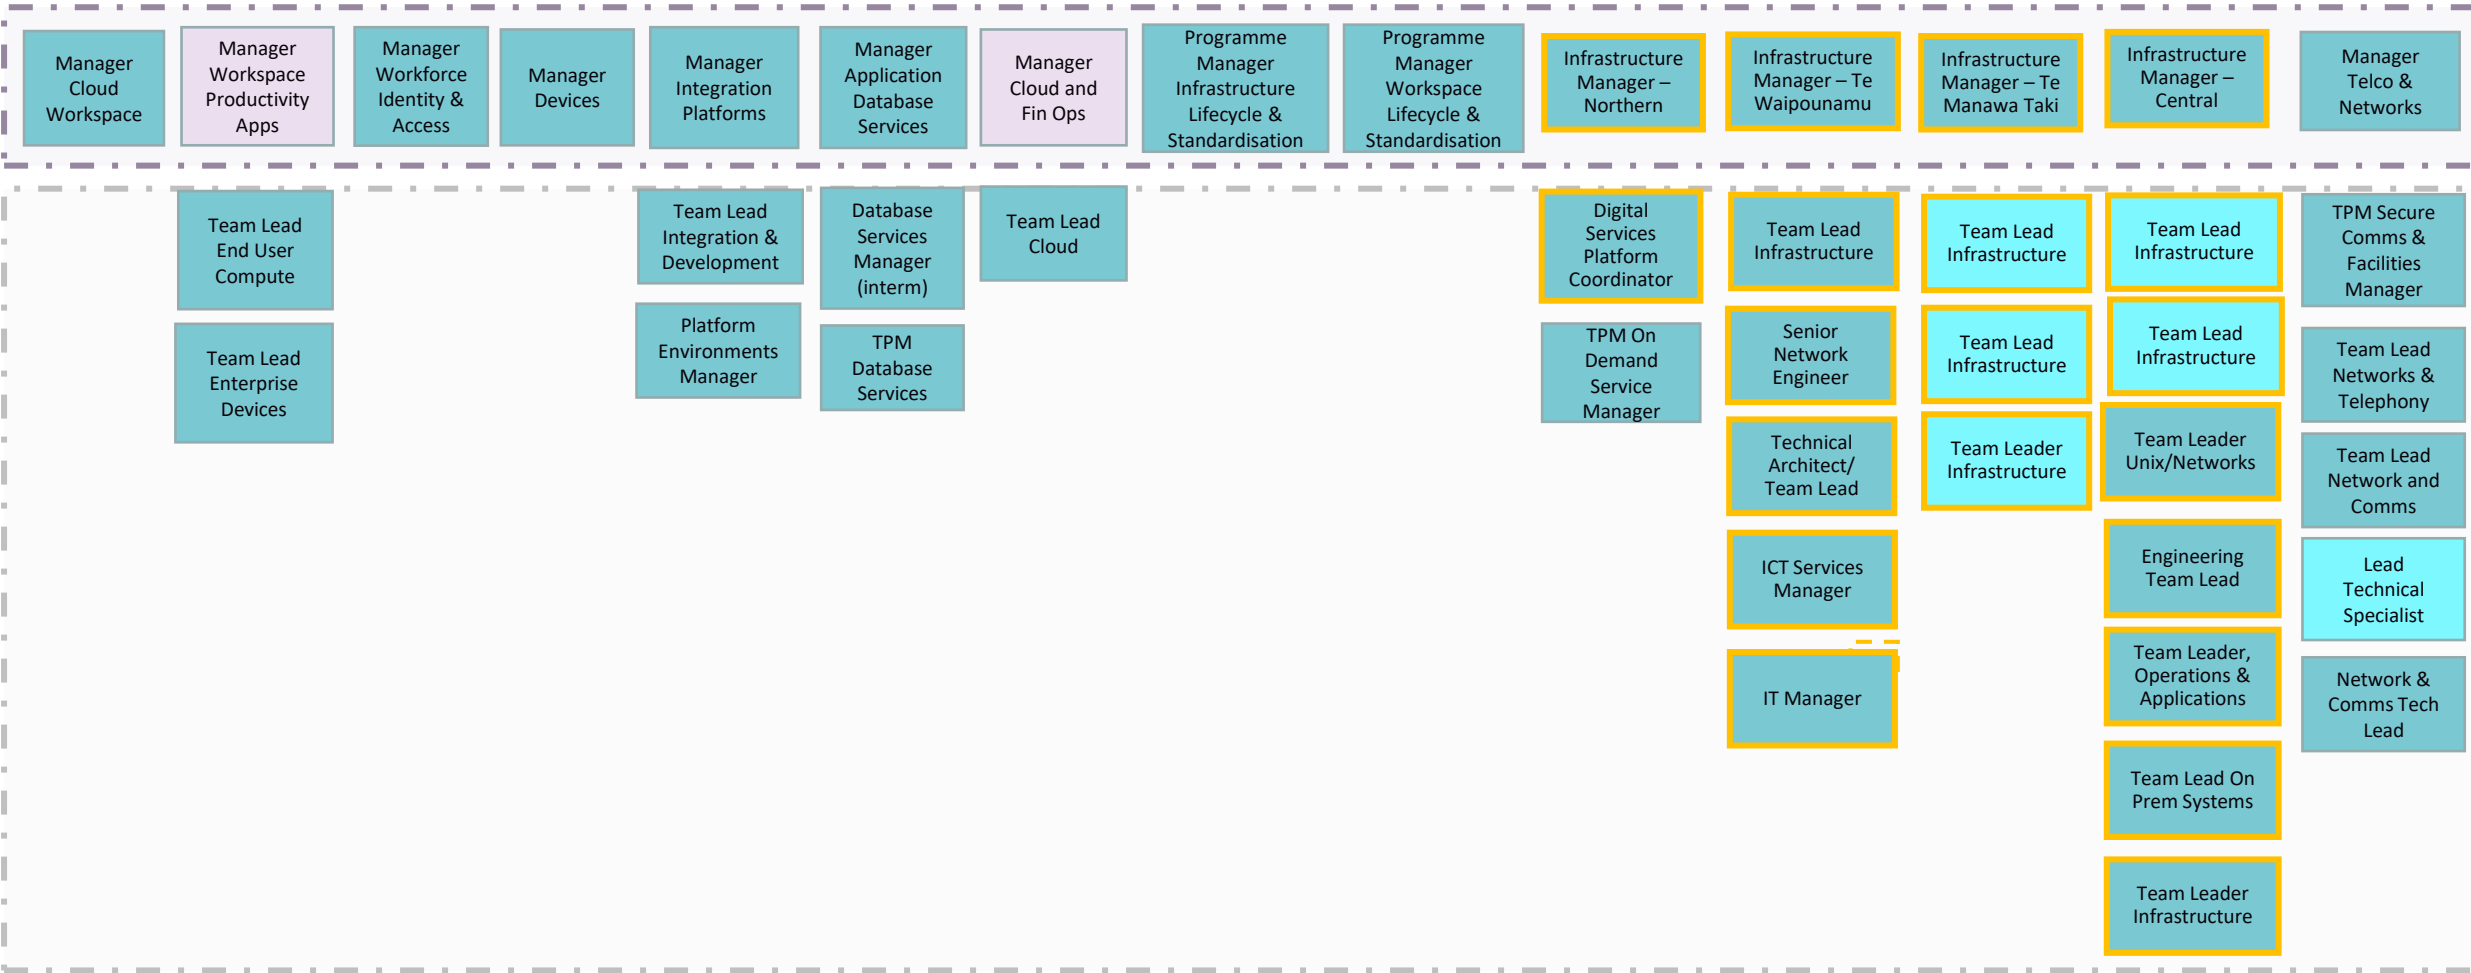 Manager
Cloud
Workspace
Manager
Workspace
Productivity
Apps
Manager
Workforce
Identity &
Access
Manager
Devices
Manager
Integration
Platforms
Manager
Application
Database
Services
Manager
Cloud and
Fin Ops
Programme
Manager
Infrastructure
Lifecycle &
Standardisation
Programme
Manager
Workspace
Lifecycle &
Standardisation
Infrastructure
Manager –
Northern
Infrastructure
Manager – Te
Waipounamu
Infrastructure
Manager – Te
Manawa Taki
Infrastructure
Manager –
Central
Manager
Telco &
Networks
Team Lead
End User
Compute
Team Lead
Enterprise
Devices
Team Lead
Integration &
Development
Platform
Environments
Manager
Database
Services
Manager
(interm)
TPM
Database
Services
Team Lead
Cloud
Digital
Services
Platform
Coordinator
TPM On
Demand
Service
Manager
Team Lead
Infrastructure
Senior
Network
Engineer
Technical
Architect/
Team Lead
ICT Services
Manager
IT Manager
Team Lead
Infrastructure
Team Lead
Infrastructure
Team Leader
Infrastructure
Team Lead
Infrastructure
Team Lead
Infrastructure
Team Leader
Unix/Networks
Engineering
Team Lead
Team Leader,
Operations &
Applications
Team Lead On
Prem Systems
Team Leader
Infrastructure
TPM Secure
Comms &
Facilities
Manager
Team Lead
Networks &
Telephony
Team Lead
Network and
Comms
Lead
Technical
Specialist
Network &
Comms Tech
Lead